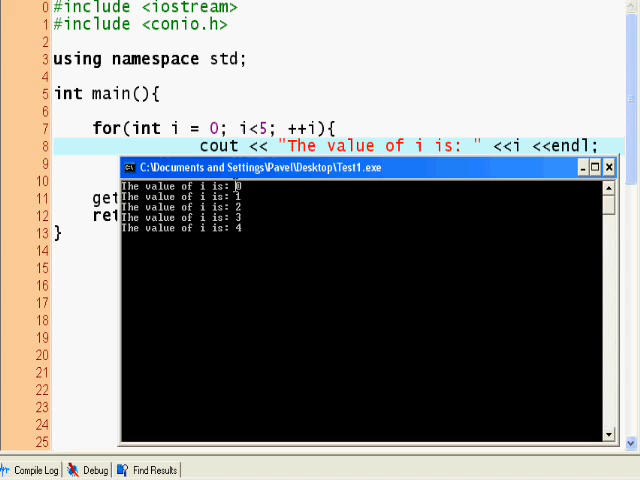 0 #include <iostream>
1 #include <conio.h>
2
3 using namespace std;
4
5 int main(){
6
7 for(int i = 0; i<5; ++i){
8 cout << "The value of i is: " <<i <<endl;
9
10
11 get
12 ret
13 }
14
15
16
17
18
19
20
21
22
23
24
25
C:\Documents and Settings\Pavel\Desktop\Test1.exe
The value of i is: 0
The value of i is: 1
The value of i is: 2
The value of i is: 3
The value of i is: 4
Compile Log Debug Find Results